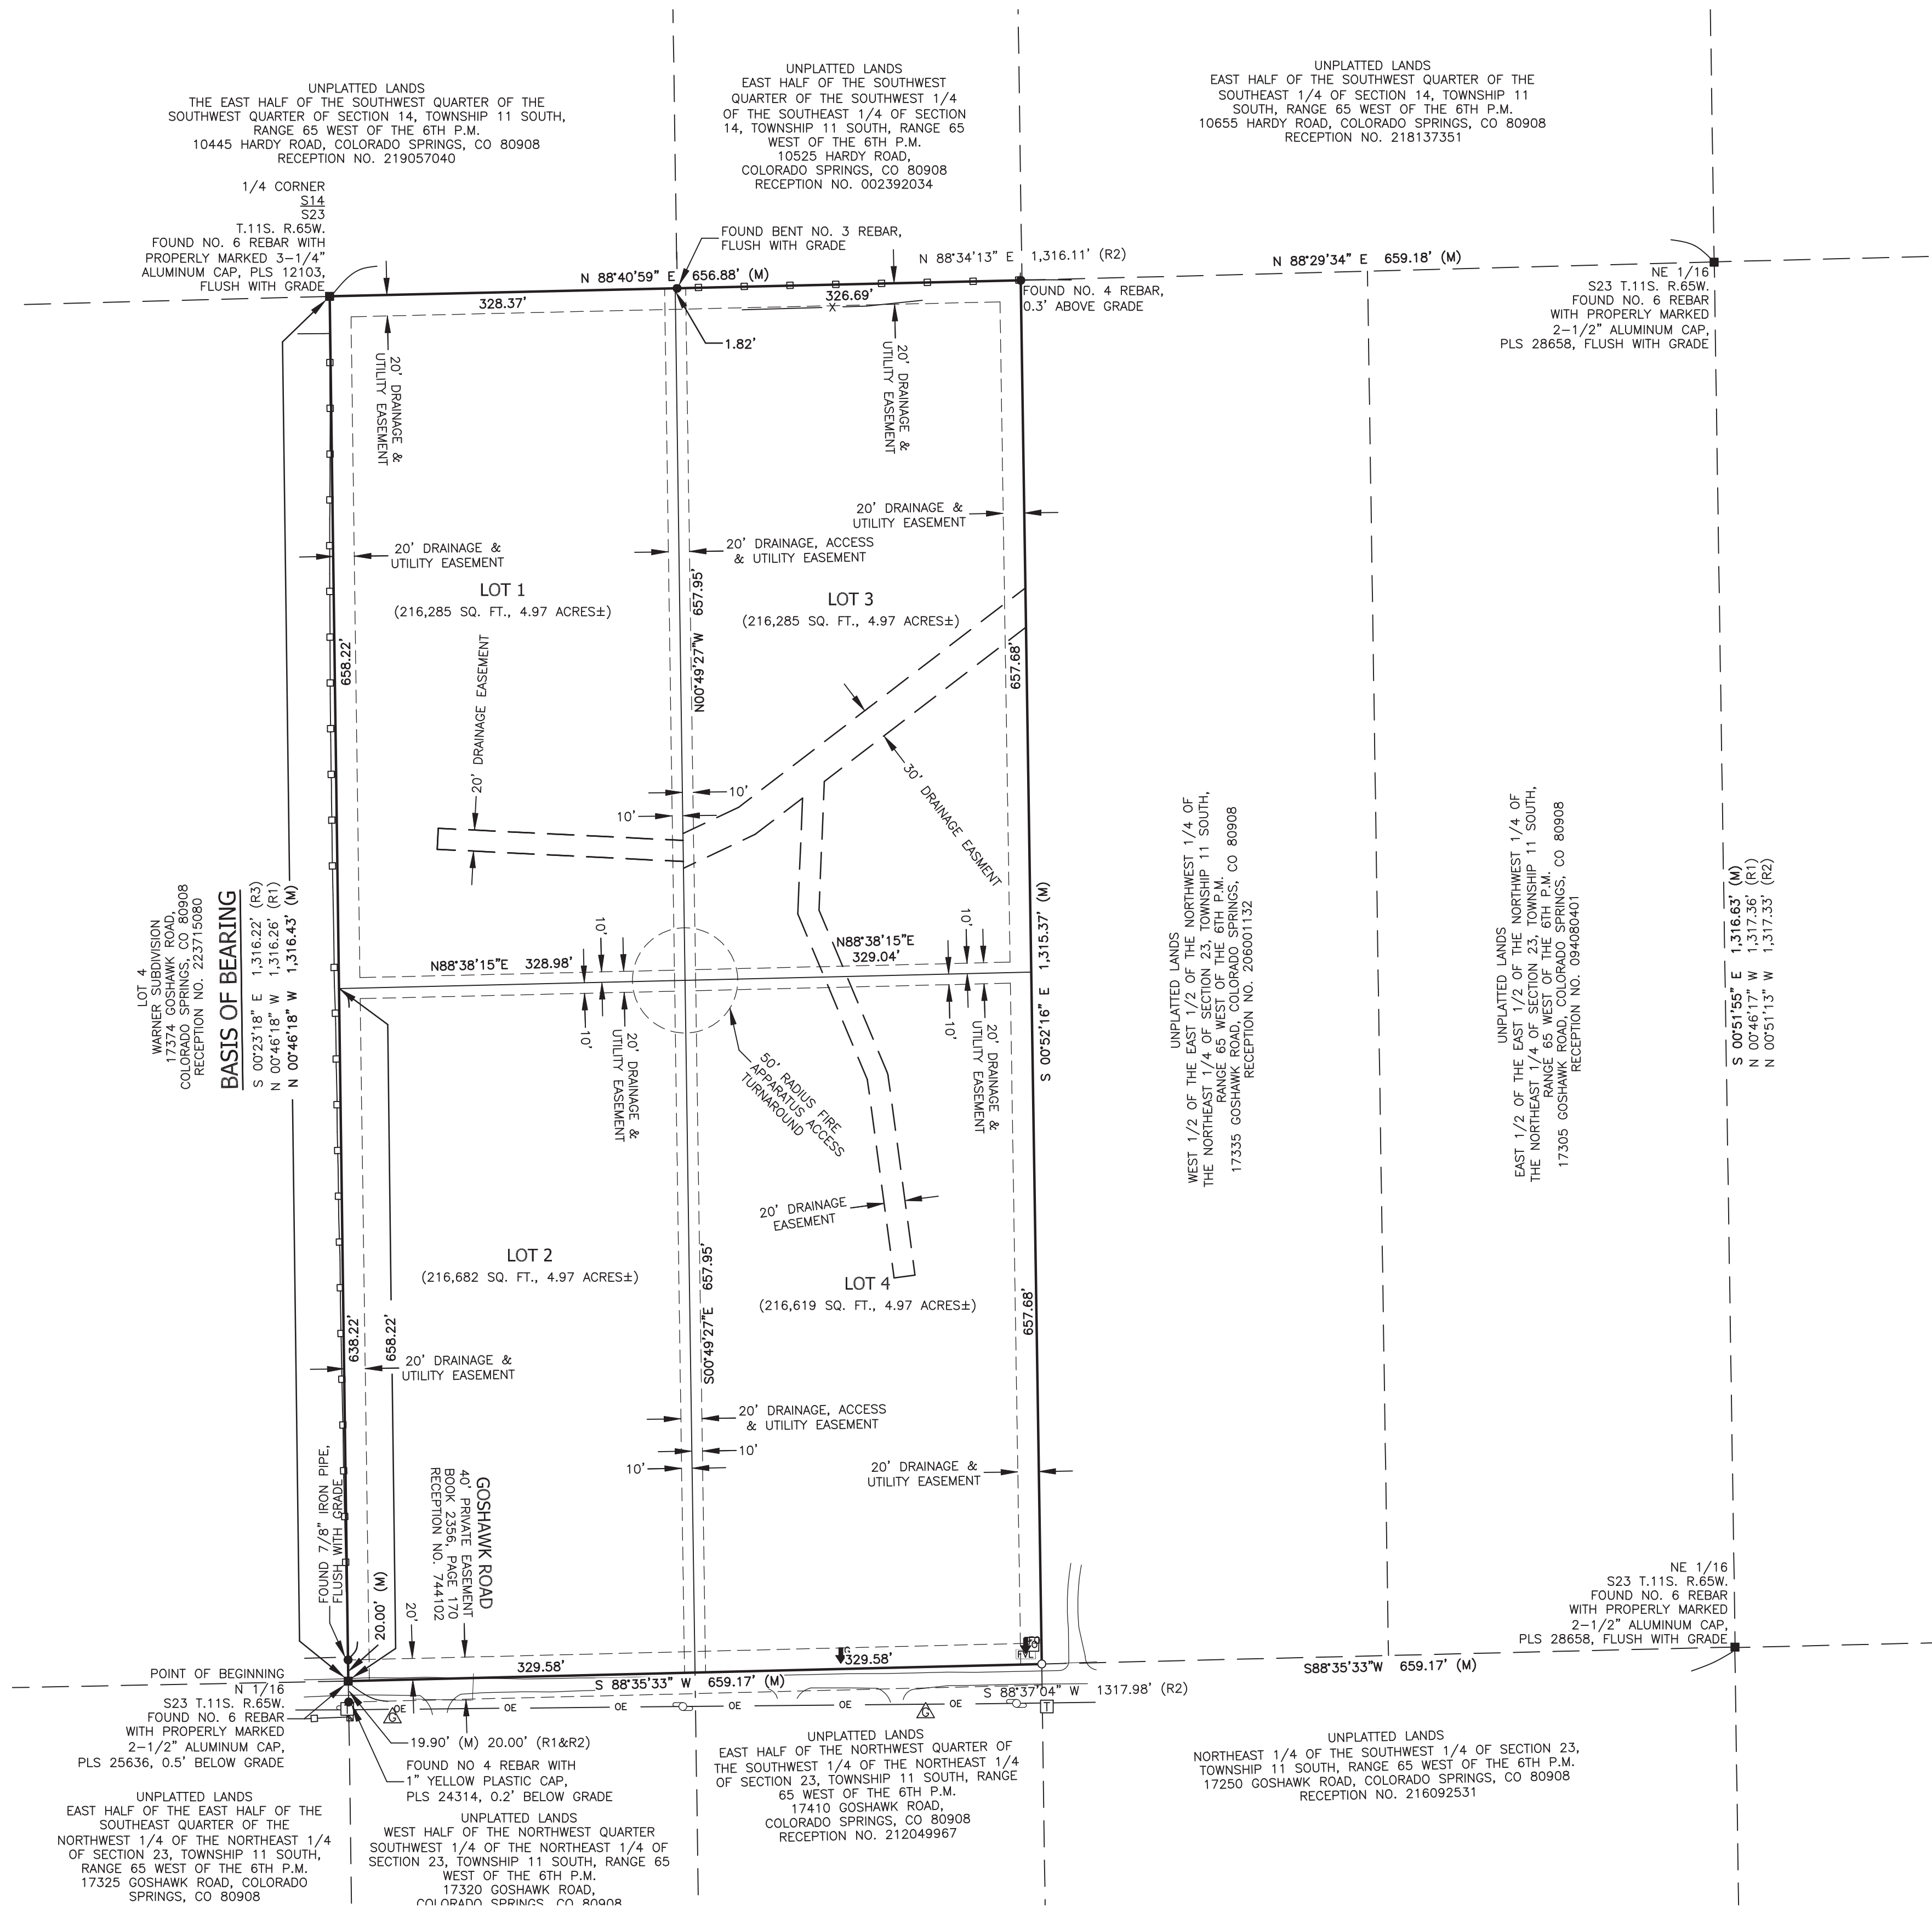 UNPLATTED LANDS
THE EAST HALF OF THE SOUTHWEST QUARTER OF THE
SOUTHWEST QUARTER OF SECTION 14, TOWNSHIP 11 SOUTH,
RANGE 65 WEST OF THE 6TH P.M.
10445 HARDY ROAD, COLORADO SPRINGS, CO 80908
RECEPTION NO. 219057040
UNPLATTED LANDS
EAST HALF OF THE SOUTHWEST
QUARTER OF THE SOUTHWEST 1/4
OF THE SOUTHEAST 1/4 OF SECTION
14, TOWNSHIP 11 SOUTH, RANGE 65
WEST OF THE 6TH P.M.
10525 HARDY ROAD,
COLORADO SPRINGS, CO 80908
RECEPTION NO. 002392034
UNPLATTED LANDS
EAST HALF OF THE SOUTHWEST QUARTER OF THE
SOUTHEAST 1/4 OF SECTION 14, TOWNSHIP 11
SOUTH, RANGE 65 WEST OF THE 6TH P.M.
10655 HARDY ROAD, COLORADO SPRINGS, CO 80908
RECEPTION NO. 218137351
1/4 CORNER
S14
S23
T.11S. R.65W.
FOUND NO. 6 REBAR WITH
PROPERLY MARKED 3-1/4"
ALUMINUM CAP, PLS 12103,
FLUSH WITH GRADE
FOUND BENT NO. 3 REBAR,
FLUSH WITH GRADE
N 88°40'59" E 656.88' (M)
N 88°34'13" E 1,316.11' (R2)
N 88°29'34" E 659.18' (M)
328.37'
326.69'
X
1.82'
FOUND NO. 4 REBAR,
0.3' ABOVE GRADE
NE 1/16
S23 T.11S. R.65W.
FOUND NO. 6 REBAR
WITH PROPERLY MARKED
2-1/2" ALUMINUM CAP,
PLS 28658, FLUSH WITH GRADE
20' DRAINAGE &
UTILITY EASEMENT
20' DRAINAGE &
UTILITY EASEMENT
20' DRAINAGE &
UTILITY EASEMENT
20' DRAINAGE &
UTILITY EASEMENT
20' DRAINAGE, ACCESS
& UTILITY EASEMENT
LOT 1
(216,285 SQ. FT., 4.97 ACRES±)
LOT 3
(216,285 SQ. FT., 4.97 ACRES±)
658.22'
20' DRAINAGE EASEMENT
N00°49'27"W 657.95'
657.68'
10'
10'
30' DRAINAGE EASMENT
LOT 4
WARNER SUBDIVISION
17374 GOSHAWK ROAD,
COLORADO SPRINGS, CO 80908
RECEPTION NO. 223715080
BASIS OF BEARING
S 00°23'18" E 1,316.22' (R3)
N 00°46'18" W 1,316.26' (R1)
N 00°46'18" W 1,316.43' (M)
N88°38'15"E 328.98'
N88°38'15"E
329.04'
10'
10'
10'
10'
20' DRAINAGE &
UTILITY EASEMENT
20' DRAINAGE &
UTILITY EASEMENT
50' RADIUS FIRE
APPARATUS ACCESS
TURNAROUND
S 00°52'16" E 1,315.37' (M)
UNPLATTED LANDS
WEST 1/2 OF THE EAST 1/2 OF THE NORTHWEST 1/4 OF
THE NORTHEAST 1/4 OF SECTION 23, TOWNSHIP 11 SOUTH,
RANGE 65 WEST OF THE 6TH P.M.
17335 GOSHAWK ROAD, COLORADO SPRINGS, CO 80908
RECEPTION NO. 206001132
UNPLATTED LANDS
EAST 1/2 OF THE EAST 1/2 OF THE NORTHWEST 1/4 OF
THE NORTHEAST 1/4 OF SECTION 23, TOWNSHIP 11 SOUTH,
RANGE 65 WEST OF THE 6TH P.M.
17305 GOSHAWK ROAD, COLORADO SPRINGS, CO 80908
RECEPTION NO. 094080401
S 00°51'55" E 1,316.63' (M)
N 00°46'17" W 1,317.36' (R1)
N 00°51'13" W 1,317.33' (R2)
20' DRAINAGE
EASEMENT
LOT 2
(216,682 SQ. FT., 4.97 ACRES±)
LOT 4
(216,619 SQ. FT., 4.97 ACRES±)
638.22'
658.22'
S00°49'27"E 657.95'
657.68'
20' DRAINAGE &
UTILITY EASEMENT
20' DRAINAGE, ACCESS
& UTILITY EASEMENT
10'
10'
20' DRAINAGE &
UTILITY EASEMENT
FOUND 7/8" IRON PIPE,
FLUSH WITH GRADE
20.00' (M)
20'
GOSHAWK ROAD
40' PRIVATE EASEMENT
BOOK 2356, PAGE 170
RECEPTION NO. 744102
NE 1/16
S23 T.11S. R.65W.
FOUND NO. 6 REBAR
WITH PROPERLY MARKED
2-1/2" ALUMINUM CAP,
PLS 28658, FLUSH WITH GRADE
329.58'
G
329.58'
S 88°35'33" W 659.17' (M)
S88°35'33"W 659.17' (M)
S 88°37'04" W 1317.98' (R2)
POINT OF BEGINNING
N 1/16
S23 T.11S. R.65W.
FOUND NO. 6 REBAR
WITH PROPERLY MARKED
2-1/2" ALUMINUM CAP,
PLS 25636, 0.5' BELOW GRADE
T
OE
G
OE
OE
OE
G
OE
T
19.90' (M) 20.00' (R1&R2)
FOUND NO 4 REBAR WITH
1" YELLOW PLASTIC CAP,
PLS 24314, 0.2' BELOW GRADE
UNPLATTED LANDS
EAST HALF OF THE EAST HALF OF THE
SOUTHEAST QUARTER OF THE
NORTHWEST 1/4 OF THE NORTHEAST 1/4
OF SECTION 23, TOWNSHIP 11 SOUTH,
RANGE 65 WEST OF THE 6TH P.M.
17325 GOSHAWK ROAD, COLORADO
SPRINGS, CO 80908
UNPLATTED LANDS
WEST HALF OF THE NORTHWEST QUARTER
SOUTHWEST 1/4 OF THE NORTHEAST 1/4 OF
SECTION 23, TOWNSHIP 11 SOUTH, RANGE 65
WEST OF THE 6TH P.M.
17320 GOSHAWK ROAD,
COLORADO SPRINGS, CO 80908
UNPLATTED LANDS
EAST HALF OF THE NORTHWEST QUARTER OF
THE SOUTHWEST 1/4 OF THE NORTHEAST 1/4
OF SECTION 23, TOWNSHIP 11 SOUTH, RANGE
65 WEST OF THE 6TH P.M.
17410 GOSHAWK ROAD,
COLORADO SPRINGS, CO 80908
RECEPTION NO. 212049967
UNPLATTED LANDS
NORTHEAST 1/4 OF THE SOUTHWEST 1/4 OF SECTION 23,
TOWNSHIP 11 SOUTH, RANGE 65 WEST OF THE 6TH P.M.
17250 GOSHAWK ROAD, COLORADO SPRINGS, CO 80908
RECEPTION NO. 216092531